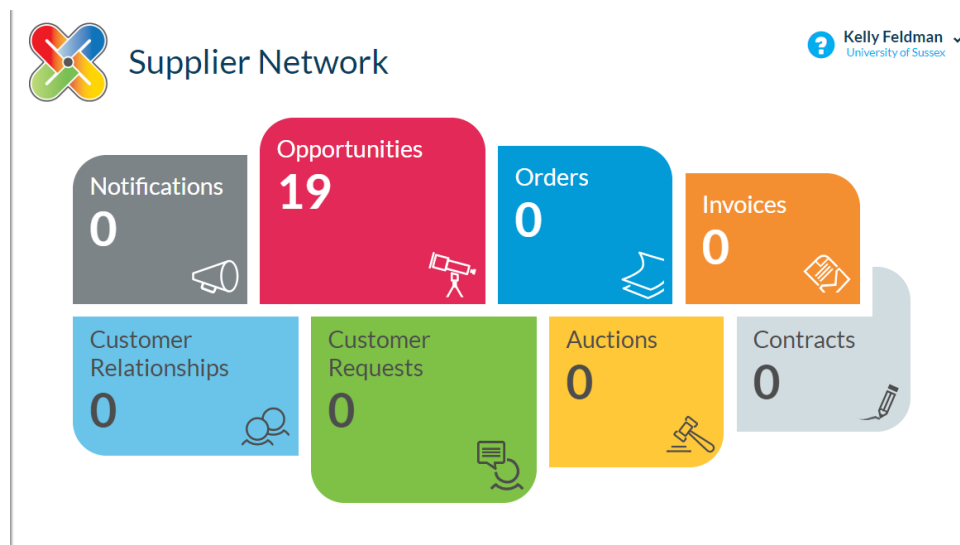 Supplier Network
?
Kelly Feldman
University of Sussex
Notifications
0
Opportunities
19
Orders
0
Invoices
0
Customer
Relationships
0
Customer
Requests
0
Auctions
0
Contracts
0